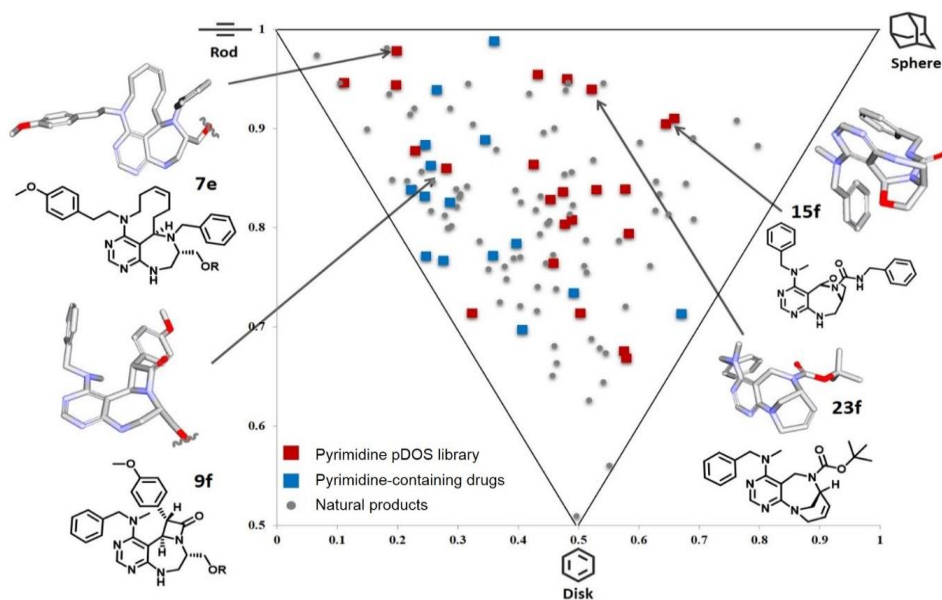 Rod
Sphere
1
0.9
0.8
0.7
0.6
0.5
0
0.1
0.2
0.3
0.4
0.5
0.6
0.7
0.8
0.9
1
Disk
Pyrimidine pDOS library
Pyrimidine-containing drugs
Natural products
7e
O
N
H
N
N
N
N
H
OR
9f
O
H
O
N
N
N
N
H
N
H
OR
15f
N
O
O
N
N
H
N
N
N
H
23f
N
O
O
N
N
N
N
H